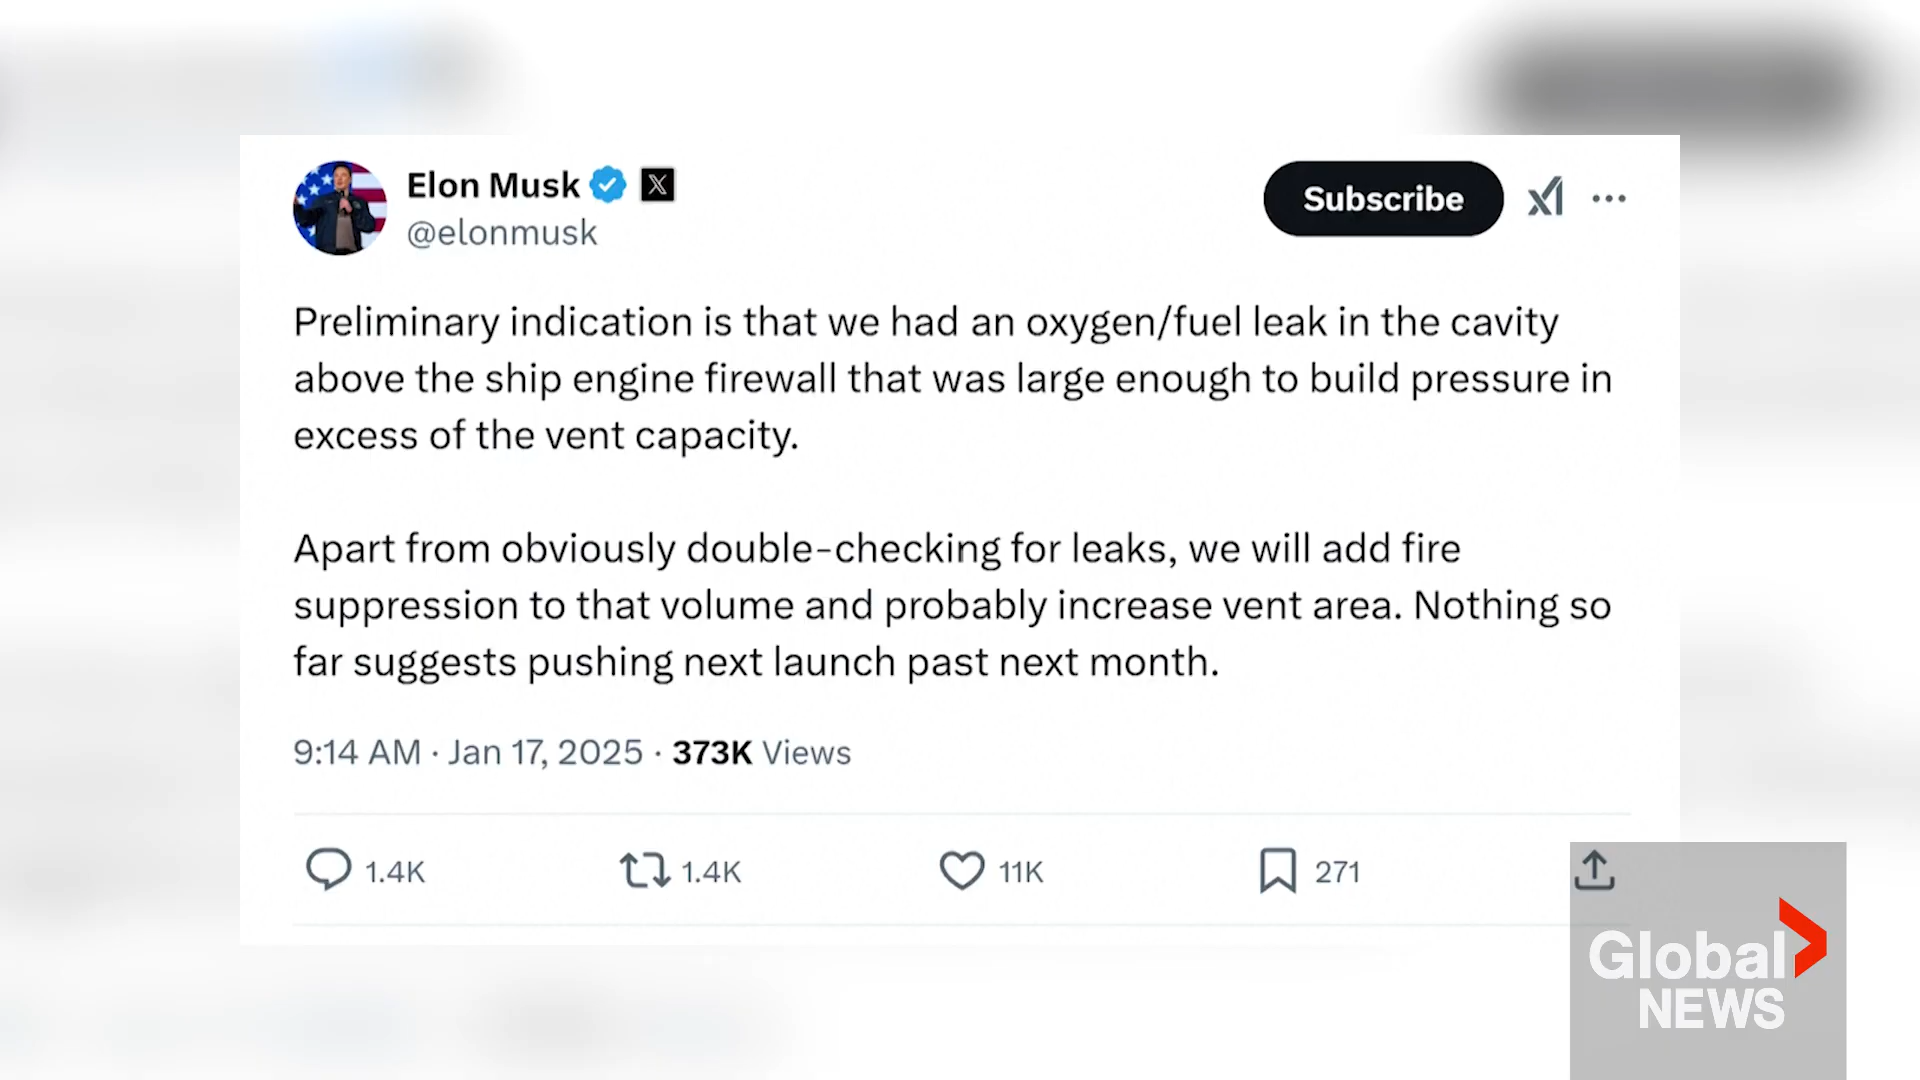 Elon Musk
@elonmusk
Subscribe
Preliminary indication is that we had an oxygen/fuel leak in the cavity
above the ship engine firewall that was large enough to build pressure in
excess of the vent capacity.
Apart from obviously double-checking for leaks, we will add fire
suppression to that volume and probably increase vent area. Nothing so
far suggests pushing next launch past next month.
9:14 AM · Jan 17, 2025 · 373K Views
1.4K 1.4K 11K 271
Global
NEWS